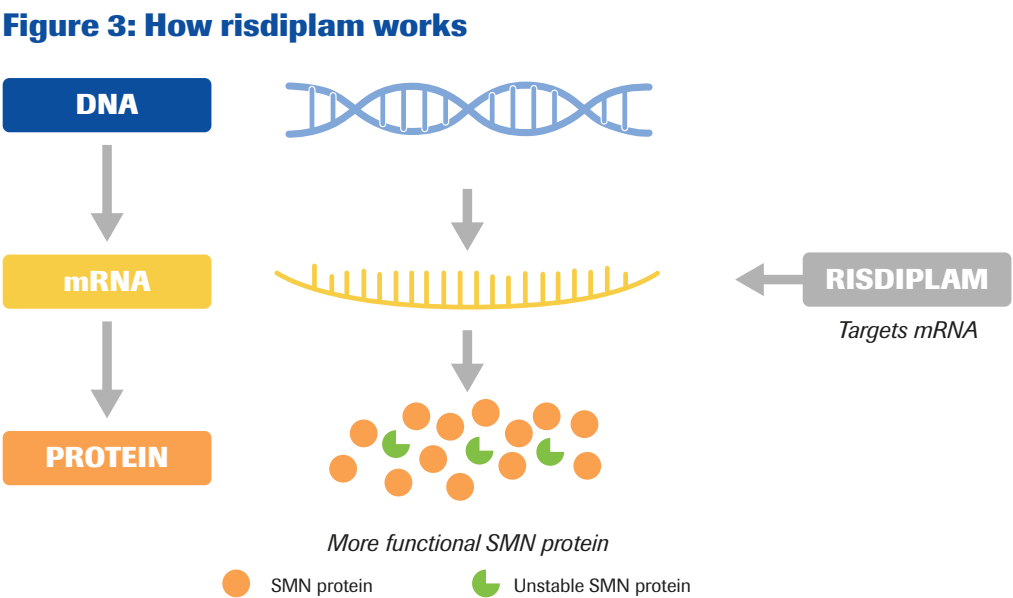 Figure 3: How risdiplam works
DNA
mRNA
RISDIPLAM
Targets mRNA
PROTEIN
More functional SMN protein
SMN protein
Unstable SMN protein